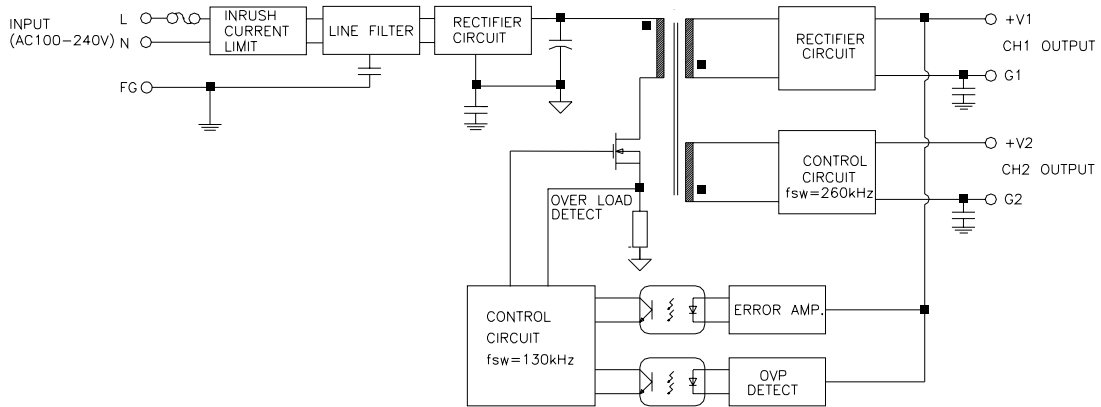 INPUT
(AC100-240V)
L
N
FG
INRUSH
CURRENT
LIMIT
LINE FILTER
RECTIFIER
CIRCUIT
RECTIFIER
CIRCUIT
+V1
CH1 OUTPUT
G1
CONTROL
CIRCUIT
fsw=260kHz
+V2
CH2 OUTPUT
G2
OVER LOAD
DETECT
CONTROL
CIRCUIT
fsw=130kHz
ERROR AMP.
OVP
DETECT